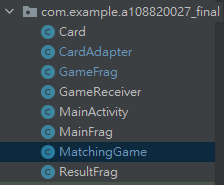 com.example.a108820027_final
Card
CardAdapter
GameFrag
GameReceiver
MainActivity
MainFrag
MatchingGame
ResultFrag